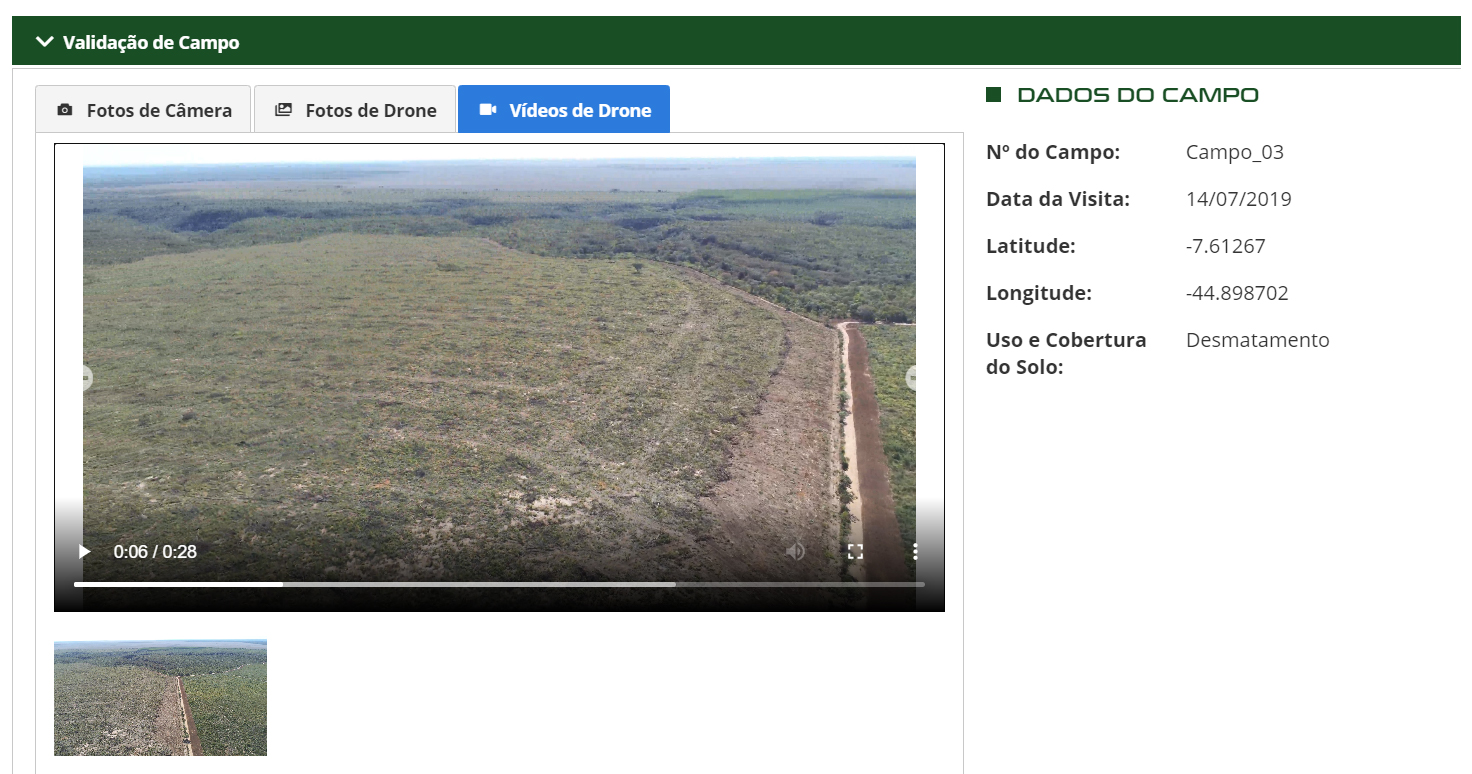 Validação de Campo
Fotos de Câmera
Fotos de Drone
Vídeos de Drone
0:06 / 0:28
DADOS DO CAMPO
Nº do Campo: Campo_03
Data da Visita: 14/07/2019
Latitude: -7.61267
Longitude: -44.898702
Uso e Cobertura do Solo: Desmatamento